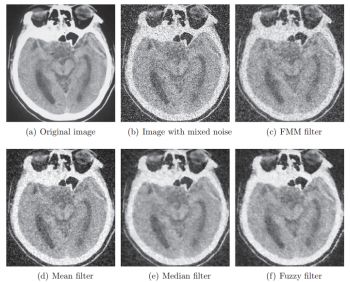 (a) Original image
(b) Image with mixed noise
(c) FMM filter
(d) Mean filter
(e) Median filter
(f) Fuzzy filter